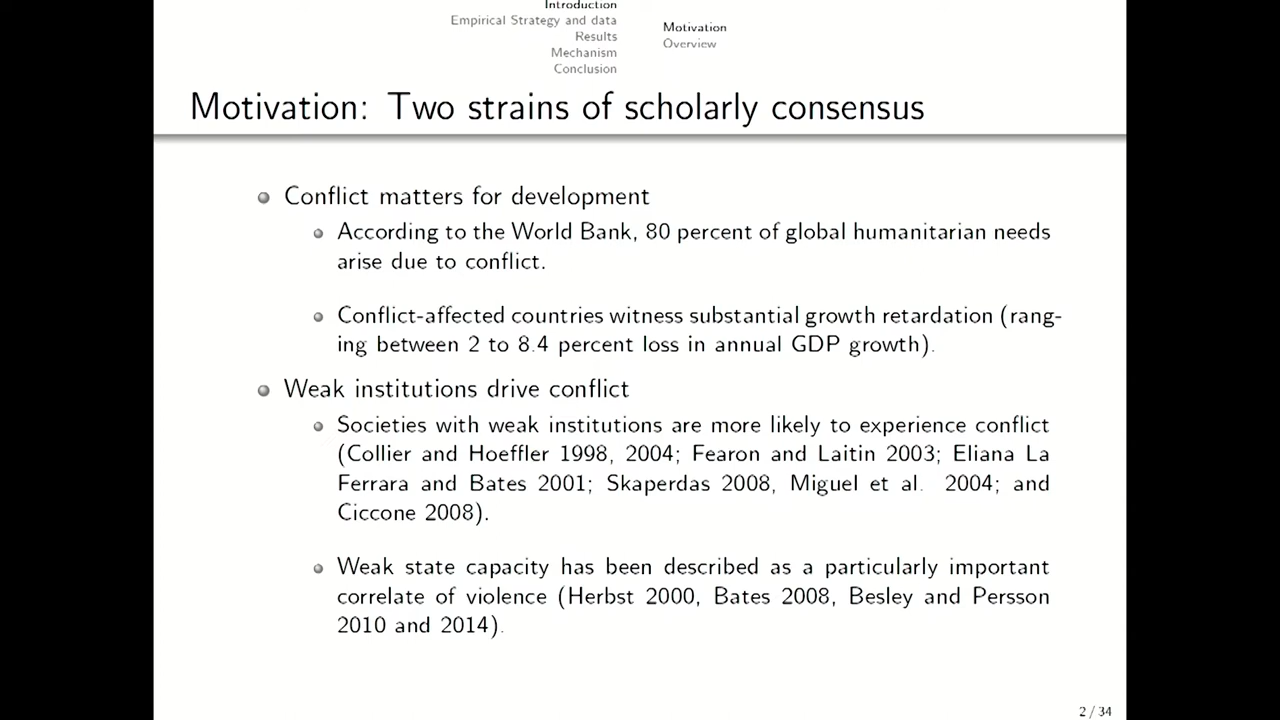 Introduction
Empirical Strategy and data
Results
Mechanism
Conclusion
Motivation
Overview
Motivation: Two strains of scholarly consensus
Conflict matters for development
According to the World Bank, 80 percent of global humanitarian needs
arise due to conflict.
Conflict-affected countries witness substantial growth retardation (rang-
ing between 2 to 8.4 percent loss in annual GDP growth).
Weak institutions drive conflict
Societies with weak institutions are more likely to experience conflict
(Collier and Hoeffler 1998, 2004; Fearon and Laitin 2003; Eliana La
Ferrara and Bates 2001; Skaperdas 2008, Miguel et al. 2004; and
Ciccone 2008).
Weak state capacity has been described as a particularly important
correlate of violence (Herbst 2000, Bates 2008, Besley and Persson
2010 and 2014).
2 / 34